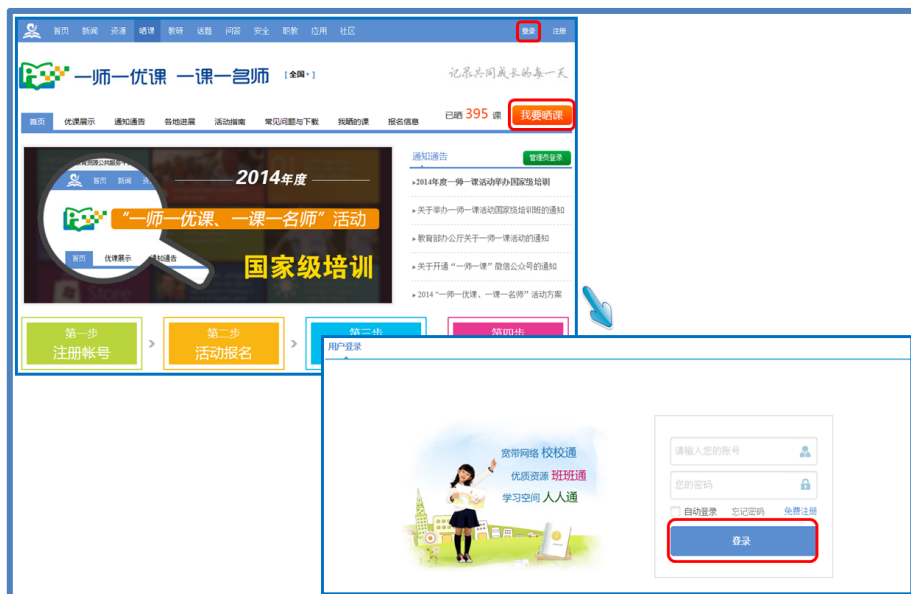 首页 新闻 资源 晒课 教研 话题 问答 安全 职教 应用 社区 登录 注册
一师一优课 一课一名师 [全国]
记录共同成长的每一天
首页 优课展示 通知通告 各地进展 活动指南 常见问题与下载 我晒的课 报名信息 已晒 395 课 我要晒课
首页 新闻
2014年度
“一师一优课、一课一名师”活动
首页 优课展示 通知通告
国家级培训
Store
通知通告 管理员登录
2014年度一师一课活动举办国家级培训
关于举办一师一课活动国家级培训班的通知
教育部办公厅关于一师一课活动的通知
关于开通“一师一课”微信公众号的通知
2014“一师一优课、一课一名师”活动方案
第一步
注册帐号
第二步
活动报名
第三步
第四步
用户登录
宽带网络 校校通
优质资源 班班通
学习空间 人人通
请输入您的账号
您的密码
自动登录 忘记密码 免费注册
登录